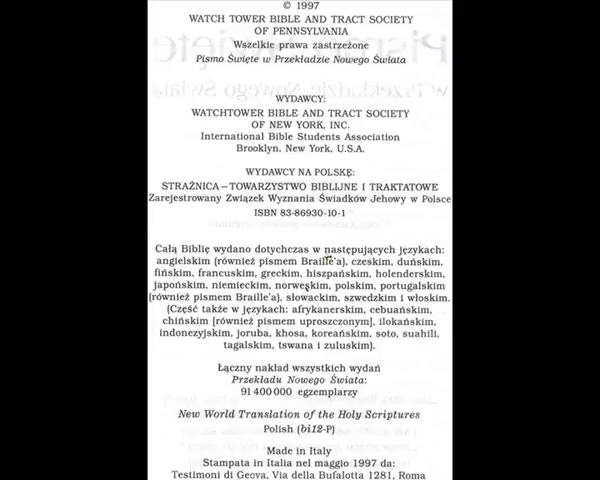 © 1997
WATCH TOWER BIBLE AND TRACT SOCIETY
OF PENNSYLVANIA
Wszelkie prawa zastrzeżone
Pismo Święte w Przekładzie Nowego Świata
WYDAWCY:
WATCHTOWER BIBLE AND TRACT SOCIETY
OF NEW YORK, INC.
International Bible Students Association
Brooklyn, New York, U.S.A.
WYDAWCY NA POLSKĘ:
STRAŻNICA — TOWARZYSTWO BIBLIJNE I TRAKTATOWE
Zarejestrowany Związek Wyznania Świadków Jehowy w Polsce
ISBN 83-86930-10-1
Całą Biblię wydano dotychczas w następujących językach:
angielskim (również pismem Braille'a), czeskim, duńskim,
fińskim, francuskim, greckim, hiszpańskim, holenderskim,
japońskim, niemieckim, norweskim, polskim, portugalskim
(również pismem Braille'a), słowackim, szwedzkim i włoskim.
(Część także w językach: afrykanerskim, cebuańskim,
chińskim [również pismem uproszczonym], ilokańskim,
indonezyjskim, joruba, khosa, koreańskim, soto, suahili,
tagalskim, tswana i zuluskim).
Łączny nakład wszystkich wydań
Przekładu Nowego Świata:
91 400 000 egzemplarzy
New World Translation of the Holy Scriptures
Polish (bi12-P)
Made in Italy
Stampata in Italia nel maggio 1997 da:
Testimoni di Geova, Via della Bufalotta 1281, Roma